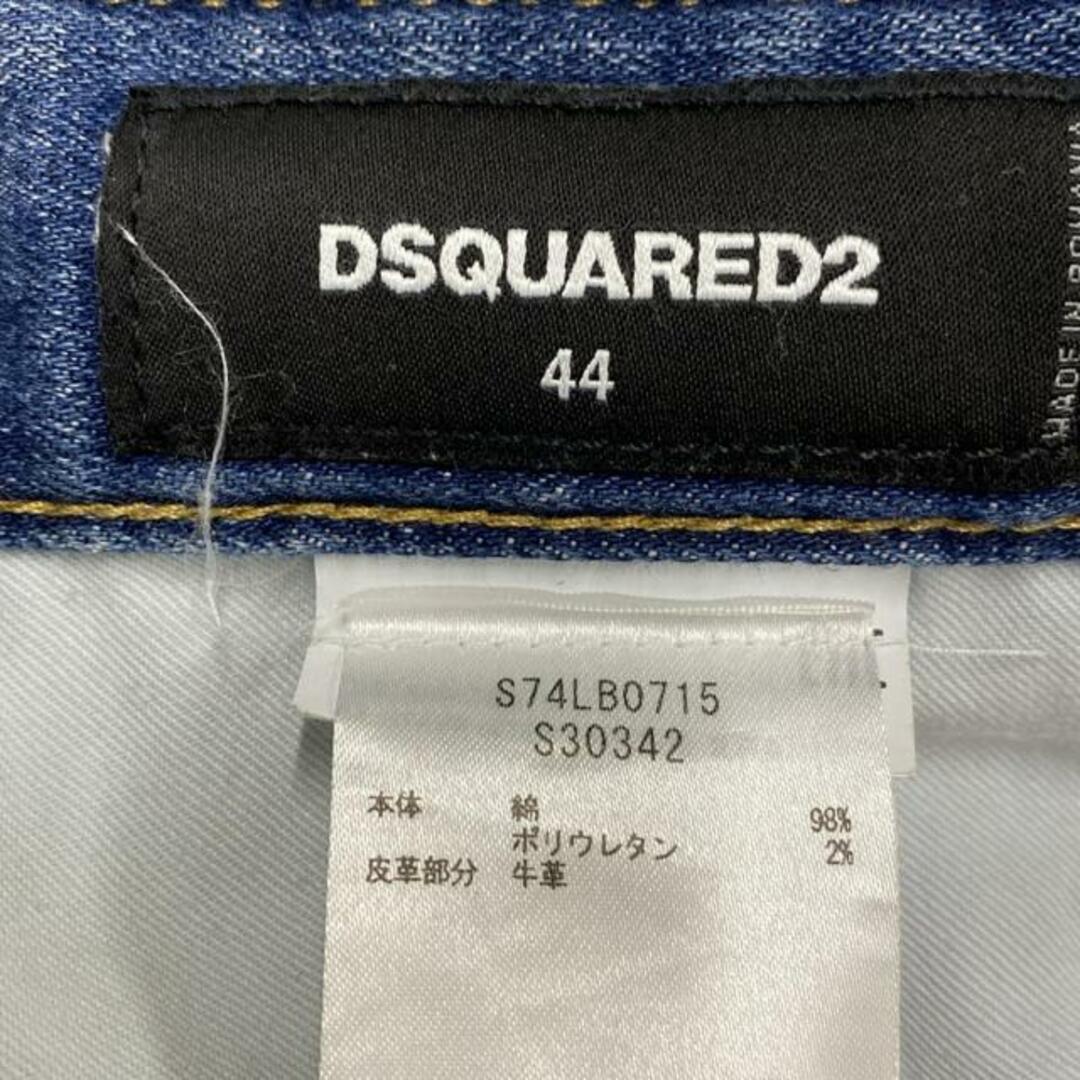 DSQUARED2
44
MADE IN ROMANIA
S74LB0715
S30342
本体 綿 98%
ポリウレタン 2%
皮革部分 牛革